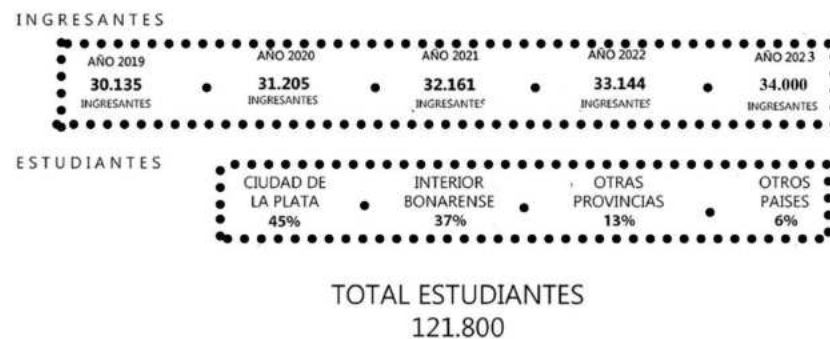 INGRESANTES
AÑO 2019 AÑO 2020 AÑO 2021 AÑO 2022 AÑO 2023
30.135 31.205 32.161 33.144 34.000
INGRESANTES INGRESANTES INGRESANTES INGRESANTES INGRESANTES
ESTUDIANTES
CIUDAD DE INTERIOR OTRAS OTROS
LA PLATA BONARENSE PROVINCIAS PAISES
45% 37% 13% 6%
TOTAL ESTUDIANTES
121.800